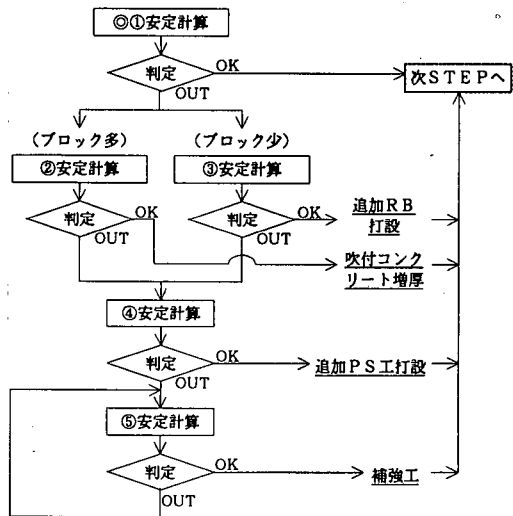 ◎①安定計算
判定
OK
次STEPへ
OUT
(ブロック多)
(ブロック少)
②安定計算
③安定計算
判定
OK
OUT
判定
OK
OUT
追加RB
打設
吹付コンク
リート増厚
④安定計算
判定
OK
追加PS工打設
OUT
⑤安定計算
判定
OK
補強工
OUT